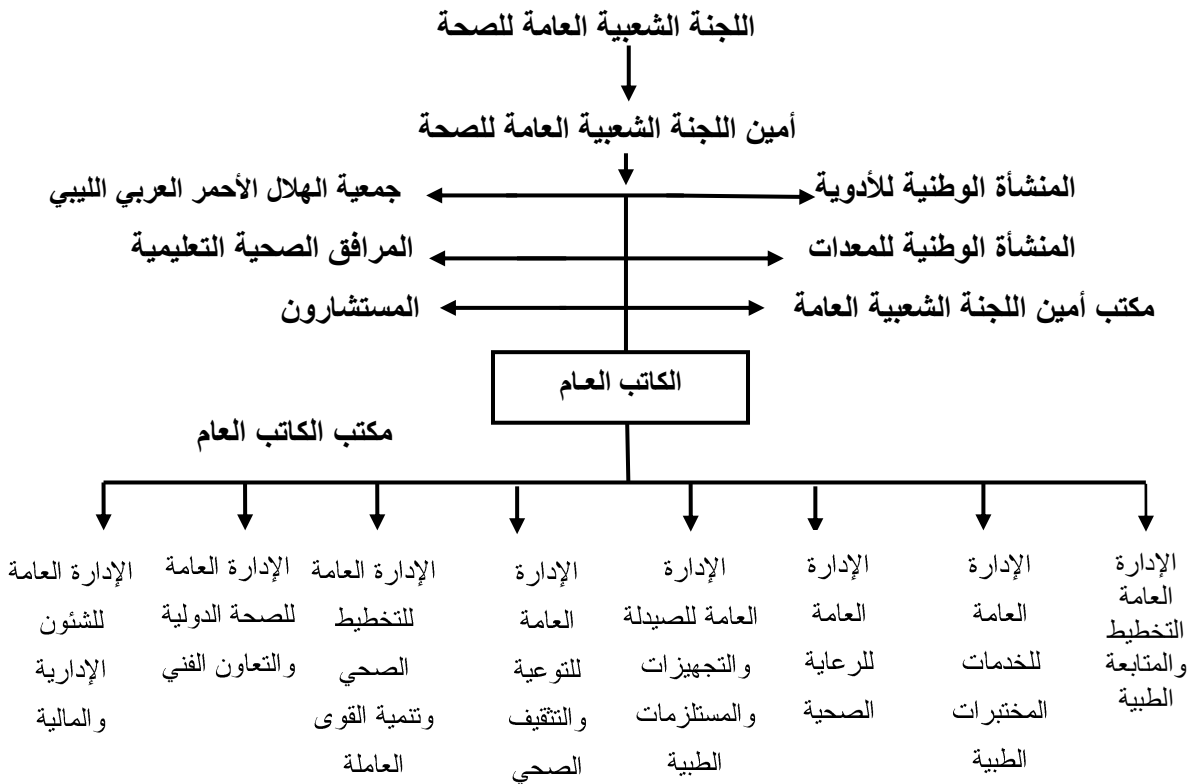 اللجنة الشعبية العامة للصحة
أمين اللجنة الشعبية العامة للصحة
المنشأة الوطنية للأدوية
جمعية الهلال الأحمر العربي الليبي
المنشأة الوطنية للمعدات
المرافق الصحية التعليمية
مكتب أمين اللجنة الشعبية العامة
المستشارون
الكاتب العام
مكتب الكاتب العام
الإدارة
العامة
التخطيط
والمتابعة
الطبية
الإدارة
العامة
للخدمات
المختبرات
الطبية
الإدارة
العامة
للرعاية
الصحية
الإدارة
العامة للصيدلة
والتجهيزات
والمستلزمات
الطبية
الإدارة
العامة
للتوعية
والتثقيف
الصحي
الإدارة العامة
للتخطيط
الصحي
وتنمية القوى
العاملة
الإدارة العامة
للصحة الدولية
والتعاون الفني
الإدارة العامة
للشئون
الإدارية
والمالية